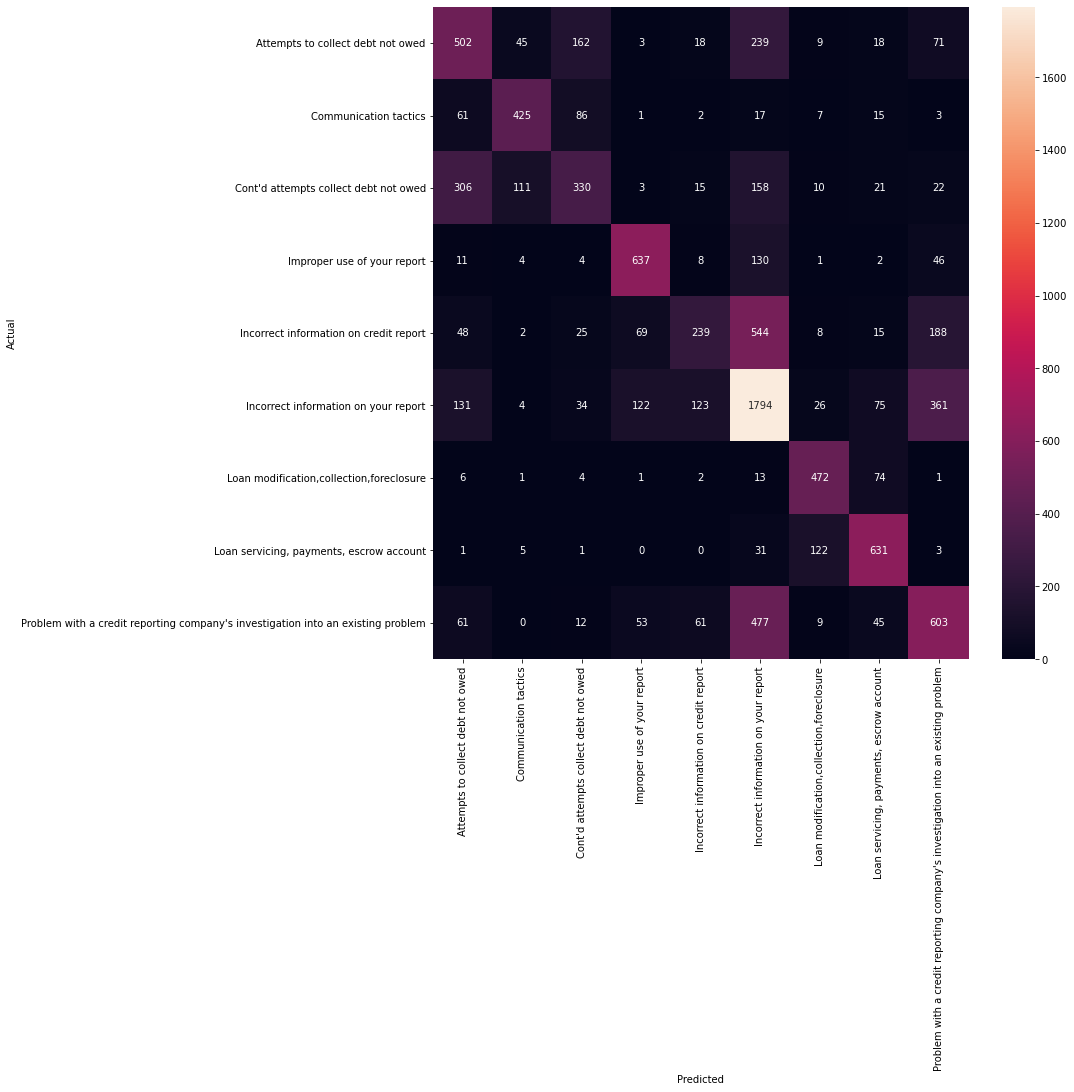 Attempts to collect debt not owed 502 45 162 3 18 239 9 18 71
Communication tactics 61 425 86 1 2 17 7 15 3
Cont'd attempts collect debt not owed 306 111 330 3 15 158 10 21 22
Improper use of your report 11 4 4 637 8 130 1 2 46
Incorrect information on credit report 48 2 25 69 239 544 8 15 188
Incorrect information on your report 131 4 34 122 123 1794 26 75 361
Loan modification,collection,foreclosure 6 1 4 1 2 13 472 74 1
Loan servicing, payments, escrow account 1 5 1 0 0 31 122 631 3
Problem with a credit reporting company's investigation into an existing problem 61 0 12 53 61 477 9 45 603
Actual
Attempts to collect debt not owed
Communication tactics
Cont'd attempts collect debt not owed
Improper use of your report
Incorrect information on credit report
Incorrect information on your report
Loan modification,collection,foreclosure
Loan servicing, payments, escrow account
Problem with a credit reporting company's investigation into an existing problem
Predicted
1600
1400
1200
1000
800
600
400
200
0